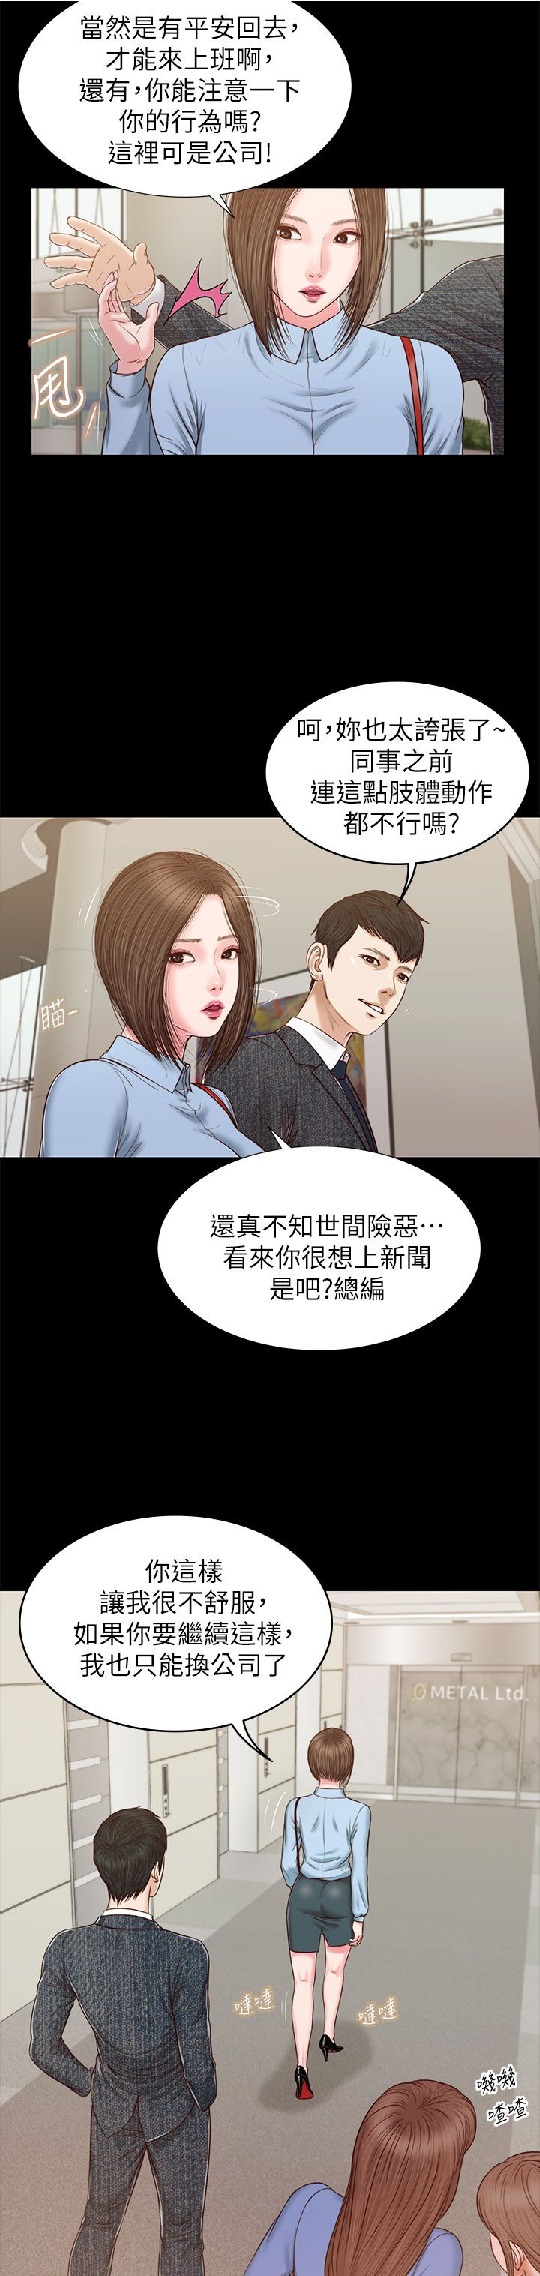 當然是有平安回去，
才能來上班啊，
還有，你能注意一下
你的行為嗎？
這裡可是公司！
甩
呵，妳也太誇張了~
同事之前
連這點肢體動作
都不行嗎？
瞄~
還真不知世間險惡⋯
看來你很想上新聞
是吧？總編
你這樣
讓我很不舒服，
如果你要繼續這樣，
我也只能換公司了
METAL Ltd.
噠噠
噠噠
嘰嘰
喳喳